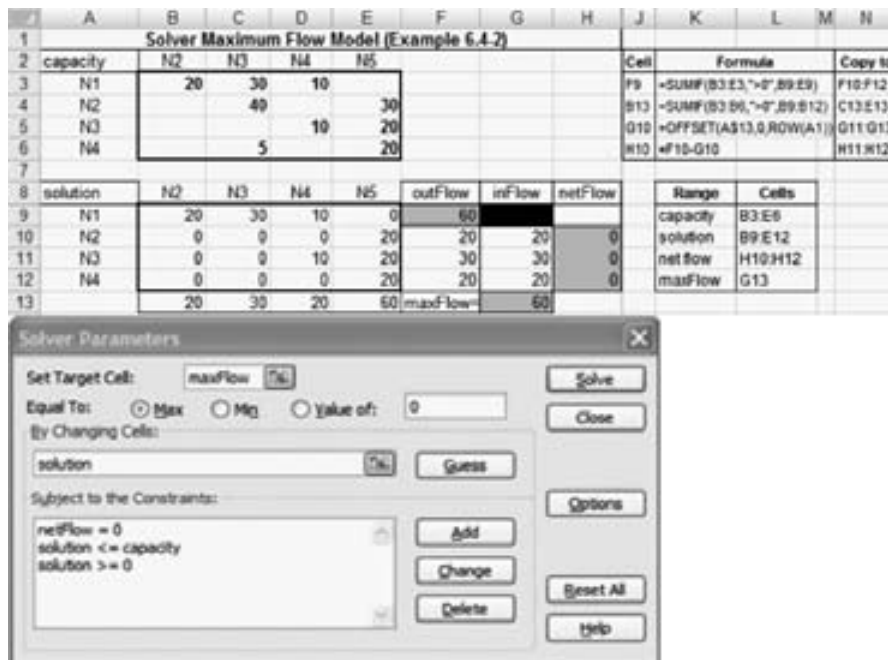 A B C D E F G H J K L M N
1 Solver Maximum Flow Model (Example 6.4-2)
2 capacity N2 N3 N4 N5 Cell Formula Copy to
3 N1 20 30 10 F9 =SUMIF(B3:E3,">0",B9:E9) F10:F12
4 N2 40 30 B13 =SUMIF(B3:B6,">0",B9:B12) C13:E13
5 N3 10 20 G10 =OFFSET(A$13,0,ROW(A1)) G11:G12
6 N4 5 20 H10 =F10-G10 H11:H12
7
8 solution N2 N3 N4 N5 outFlow inFlow netFlow Range Cells
9 N1 20 30 10 0 60 capacity B3:E6
10 N2 0 0 0 20 20 20 0 solution B9:E12
11 N3 0 0 10 20 30 30 0 net flow H10:H12
12 N4 0 0 0 20 20 20 0 maxFlow G13
13 20 30 20 60 maxFlow= 60
Solver Parameters
Set Target Cell: maxFlow Solve
Equal To: Max Min Value of: 0 Close
By Changing Cells:
solution Guess
Subject to the Constraints: Options
netFlow = 0 Add
solution <= capacity
solution >= 0 Change
Reset All
Delete
Help